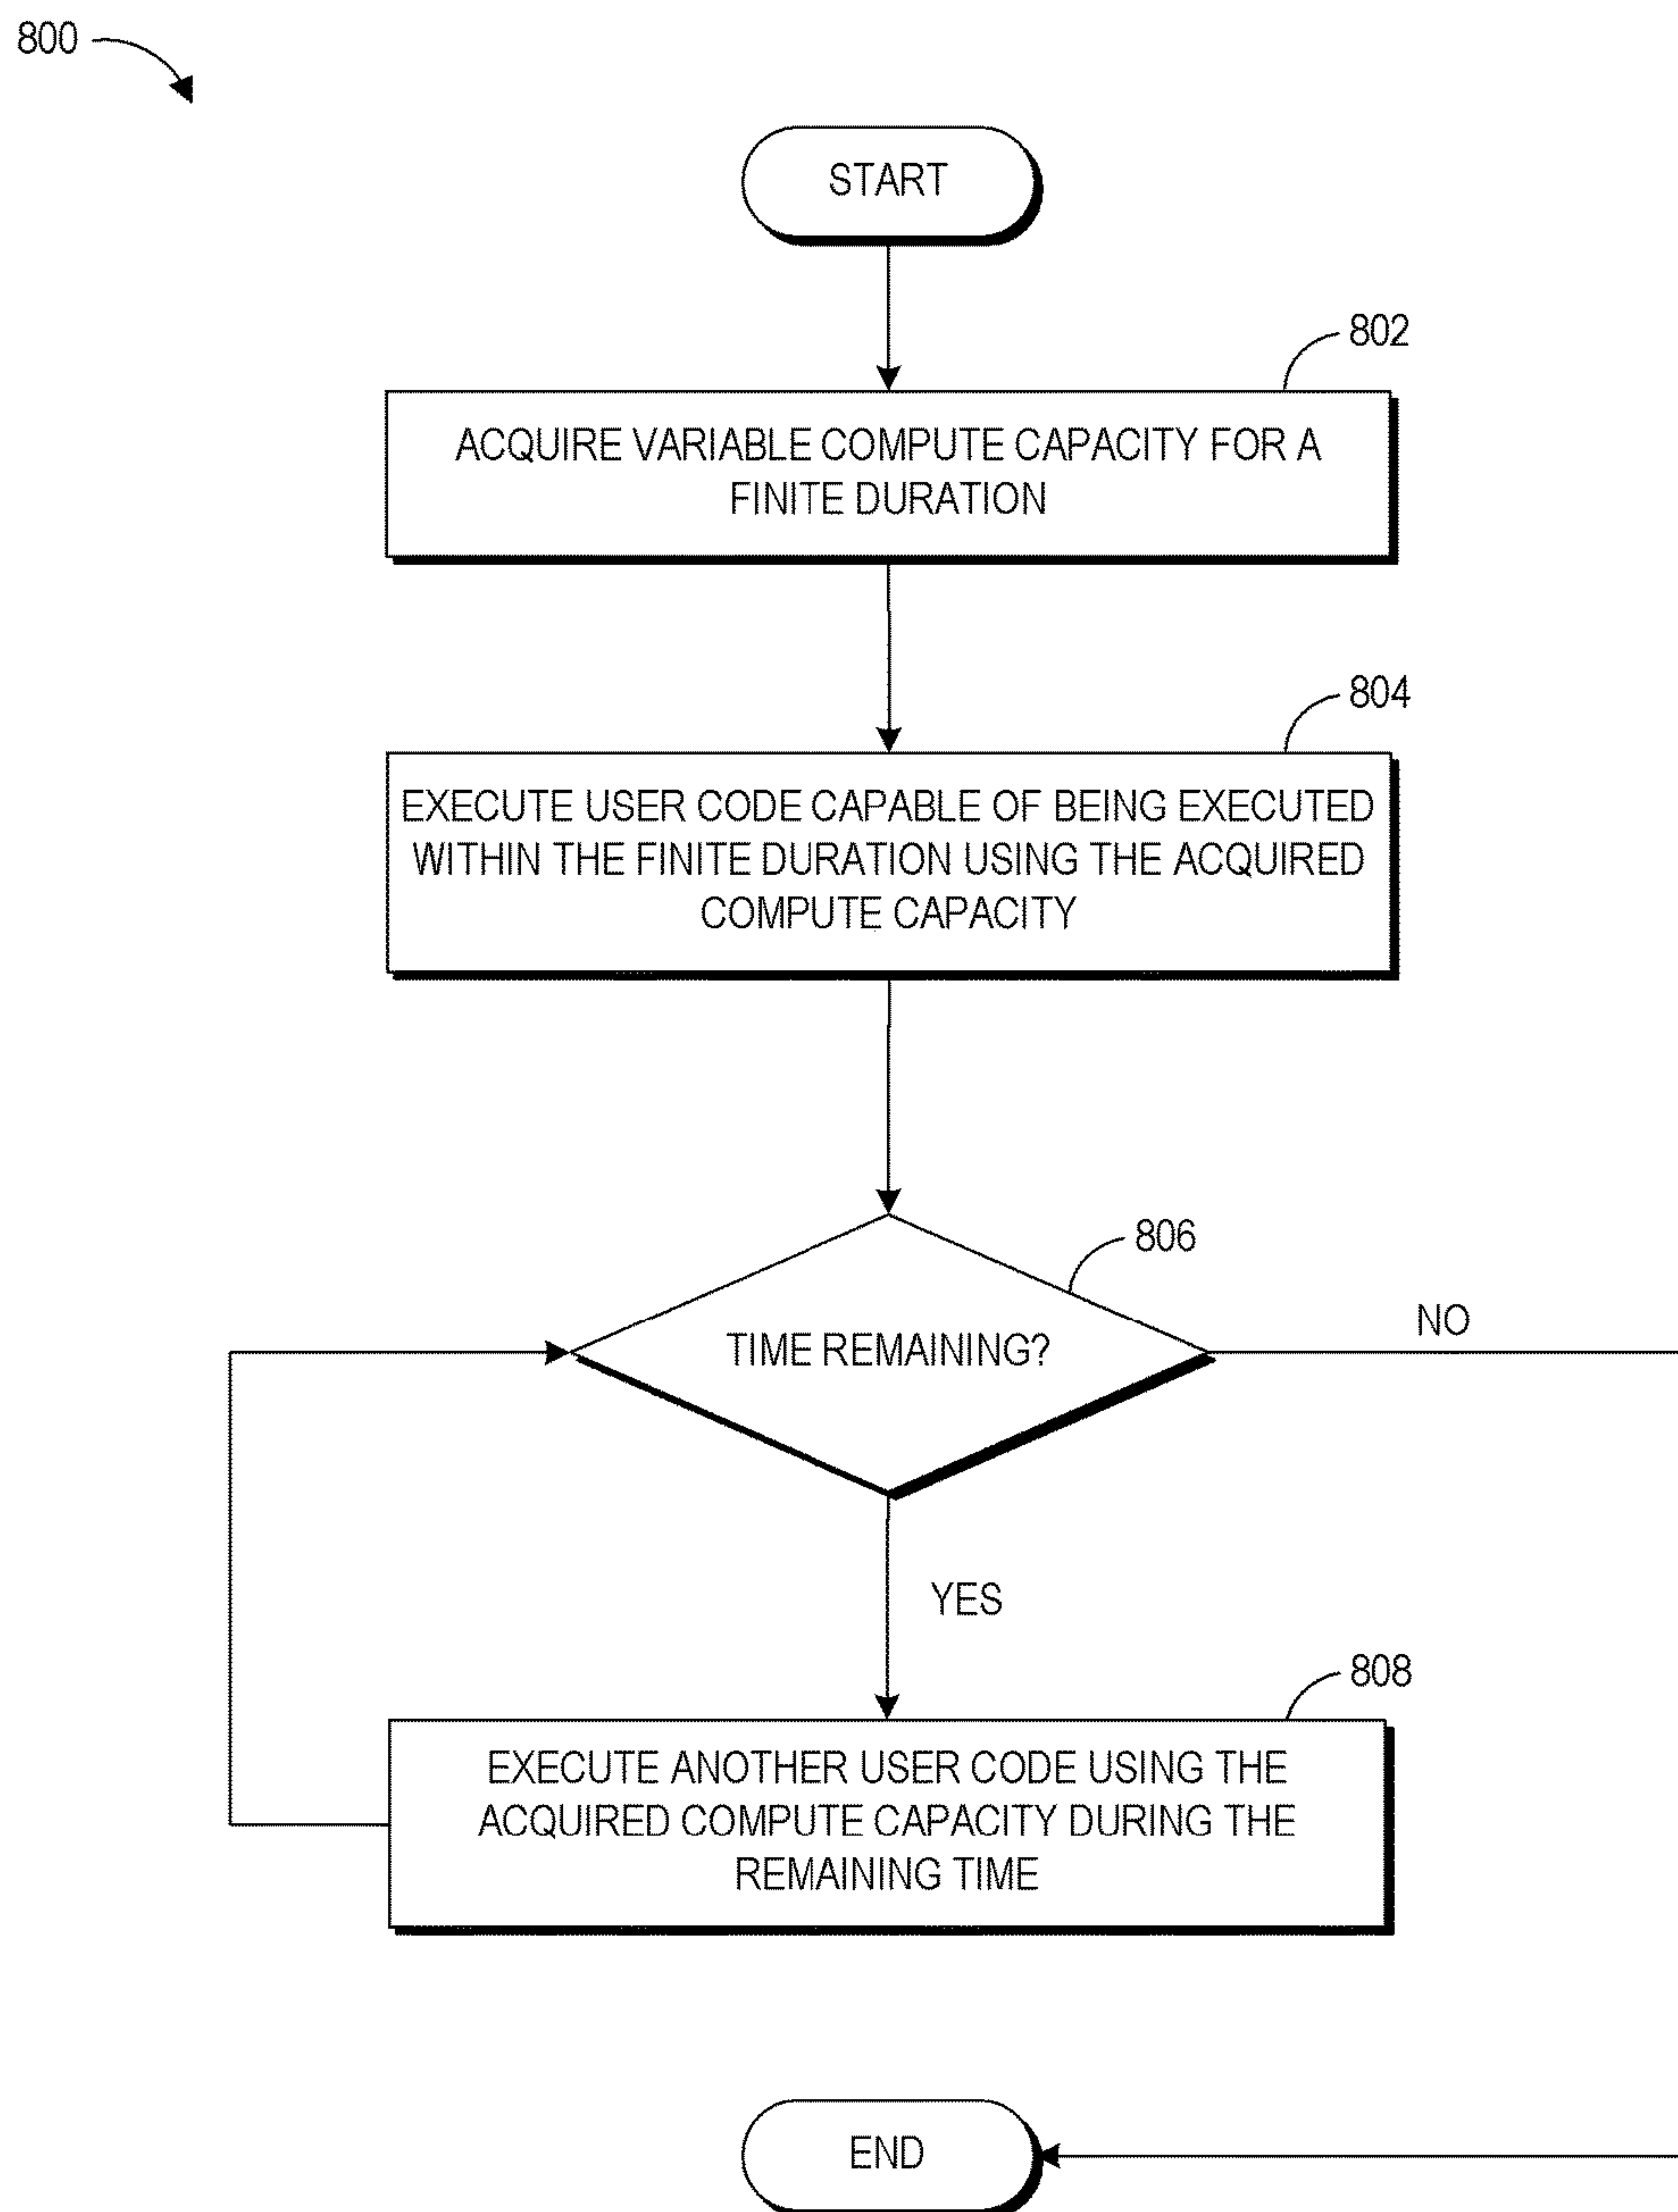 800
START
802
ACQUIRE VARIABLE COMPUTE CAPACITY FOR A
FINITE DURATION
804
EXECUTE USER CODE CAPABLE OF BEING EXECUTED
WITHIN THE FINITE DURATION USING THE ACQUIRED
COMPUTE CAPACITY
806
TIME REMAINING?
NO
YES
808
EXECUTE ANOTHER USER CODE USING THE
ACQUIRED COMPUTE CAPACITY DURING THE
REMAINING TIME
END